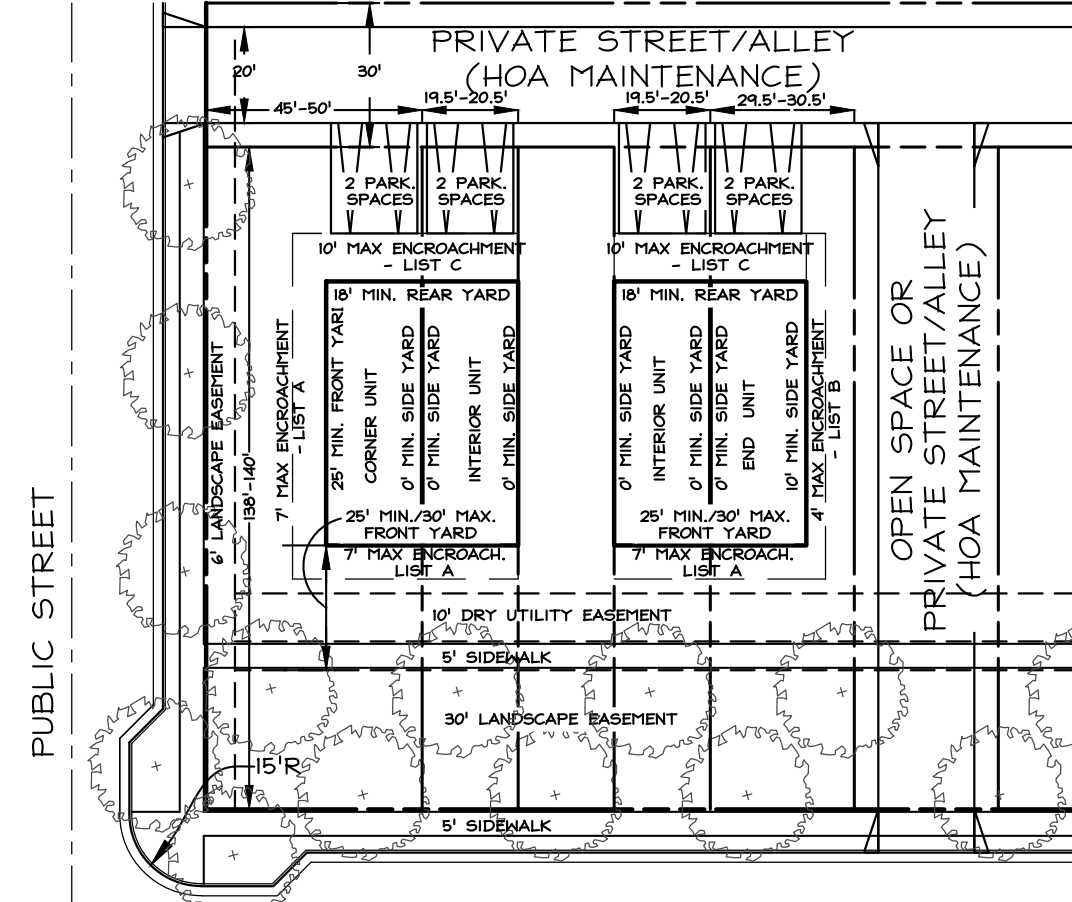 PRIVATE STREET/ALLEY
(HOA MAINTENANCE)
20'
30'
45'-50'
19.5'-20.5'
19.5'-20.5'
29.5'-30.5'
2 PARK.
SPACES
2 PARK.
SPACES
2 PARK.
SPACES
2 PARK.
SPACES
10' MAX ENCROACHMENT
- LIST C
10' MAX ENCROACHMENT
- LIST C
18' MIN. REAR YARD
18' MIN. REAR YARD
PUBLIC STREET
6' LANDSCAPE EASEMENT
138'-140'
7' MAX ENCROACHMENT
- LIST A
25' MIN. FRONT YARI
CORNER UNIT
0' MIN. SIDE YARD
0' MIN. SIDE YARD
INTERIOR UNIT
0' MIN. SIDE YARD
0' MIN. SIDE YARD
INTERIOR UNIT
0' MIN. SIDE YARD
0' MIN. SIDE YARD
END UNIT
10' MIN. SIDE YARD
4' MAX ENCROACHMENT
- LIST B
OPEN SPACE OR
PRIVATE STREET/ALLEY
(HOA MAINTENANCE)
25' MIN./30' MAX.
FRONT YARD
25' MIN./30' MAX.
FRONT YARD
7' MAX ENCROACH.
LIST A
7' MAX ENCROACH.
LIST A
10' DRY UTILITY EASEMENT
5' SIDEWALK
30' LANDSCAPE EASEMENT
15'R
5' SIDEWALK